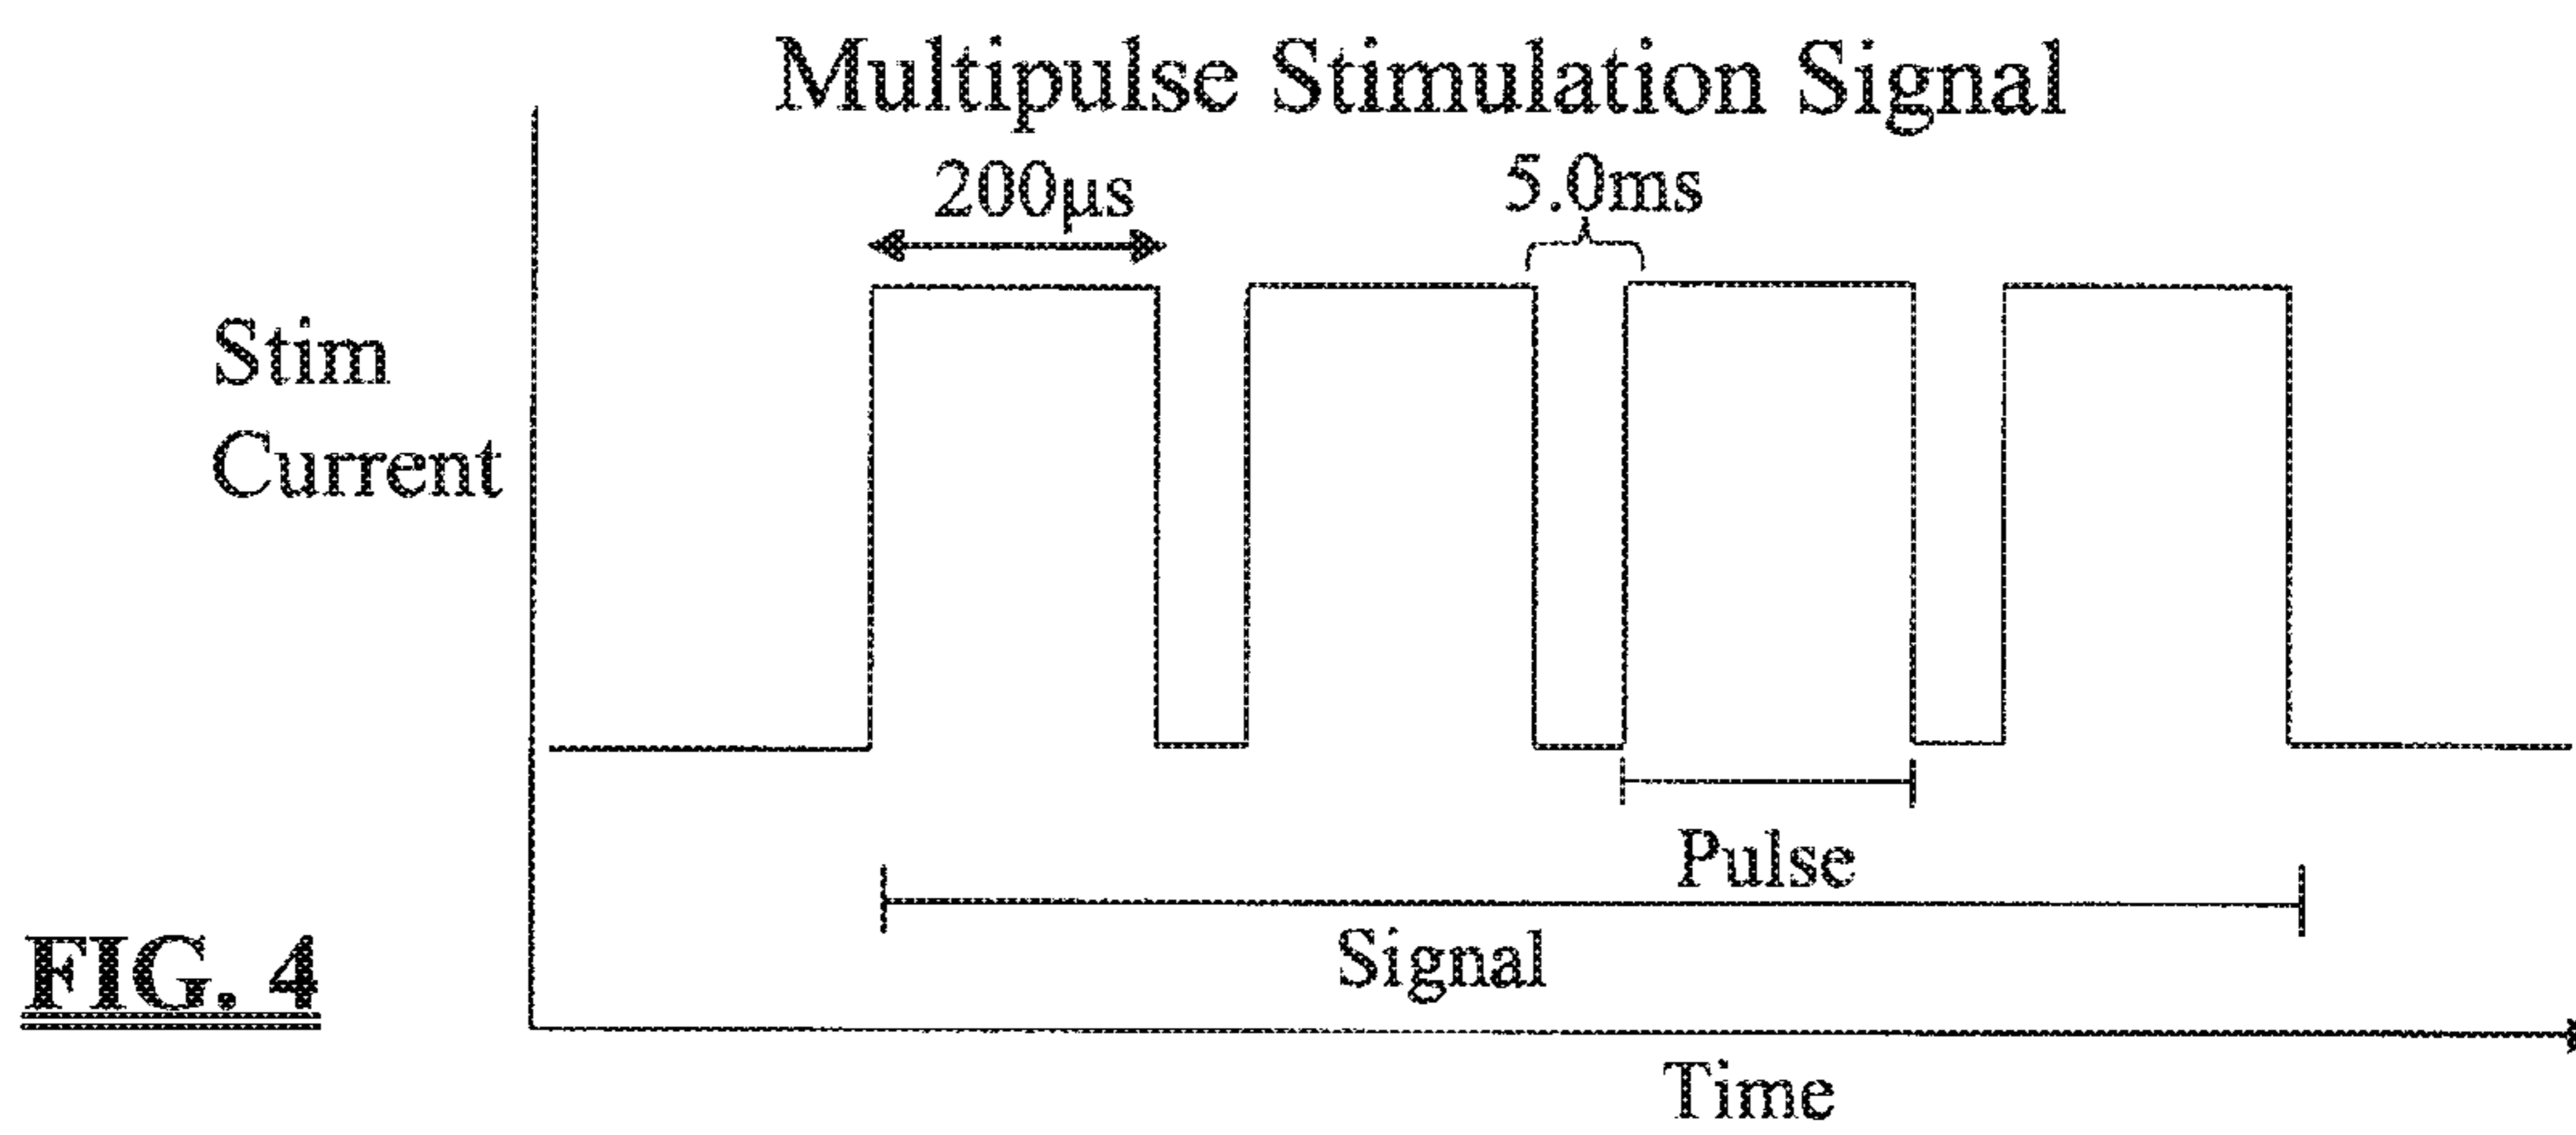 Multipulse Stimulation Signal
200μs
5.0ms
Stim
Current
Pulse
Signal
FIG. 4
Time